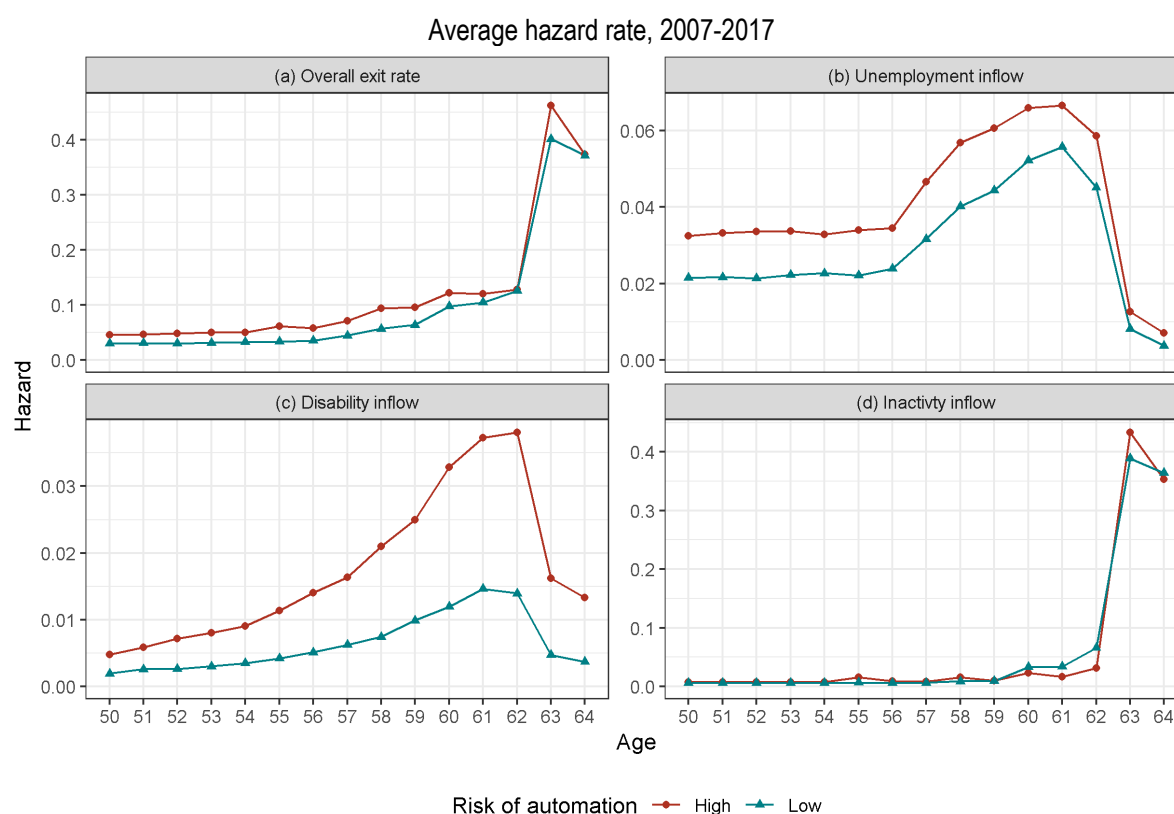 Average hazard rate, 2007-2017
(a) Overall exit rate
(b) Unemployment inflow
0.4
0.3
0.2
0.1
0.0
0.06
0.04
0.02
0.00
Hazard
(c) Disability inflow
(d) Inactivty inflow
0.03
0.02
0.01
0.00
0.4
0.3
0.2
0.1
0.0
50 51 52 53 54 55 56 57 58 59 60 61 62 63 64
50 51 52 53 54 55 56 57 58 59 60 61 62 63 64
Age
Risk of automation High Low